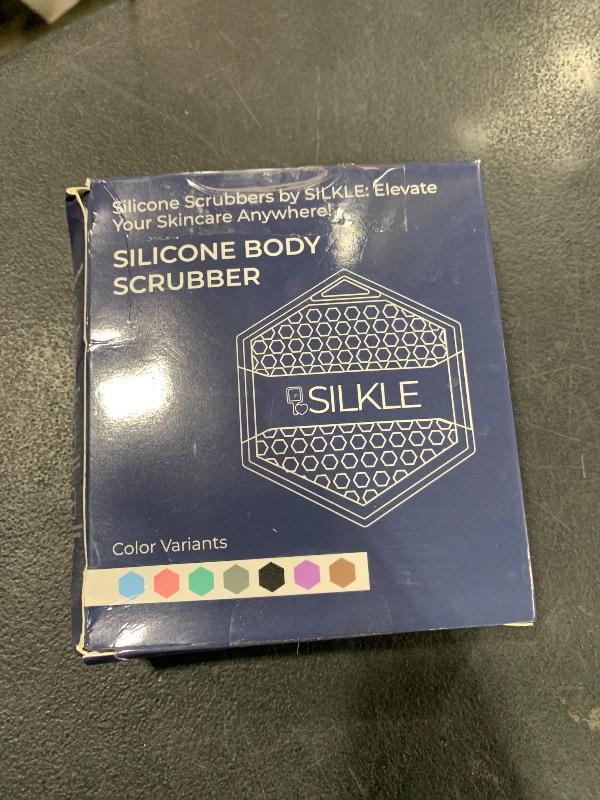 Silicone Scrubbers by SILKLE: Elevate
Your Skincare Anywhere!
SILICONE BODY
SCRUBBER
SILKLE
Color Variants